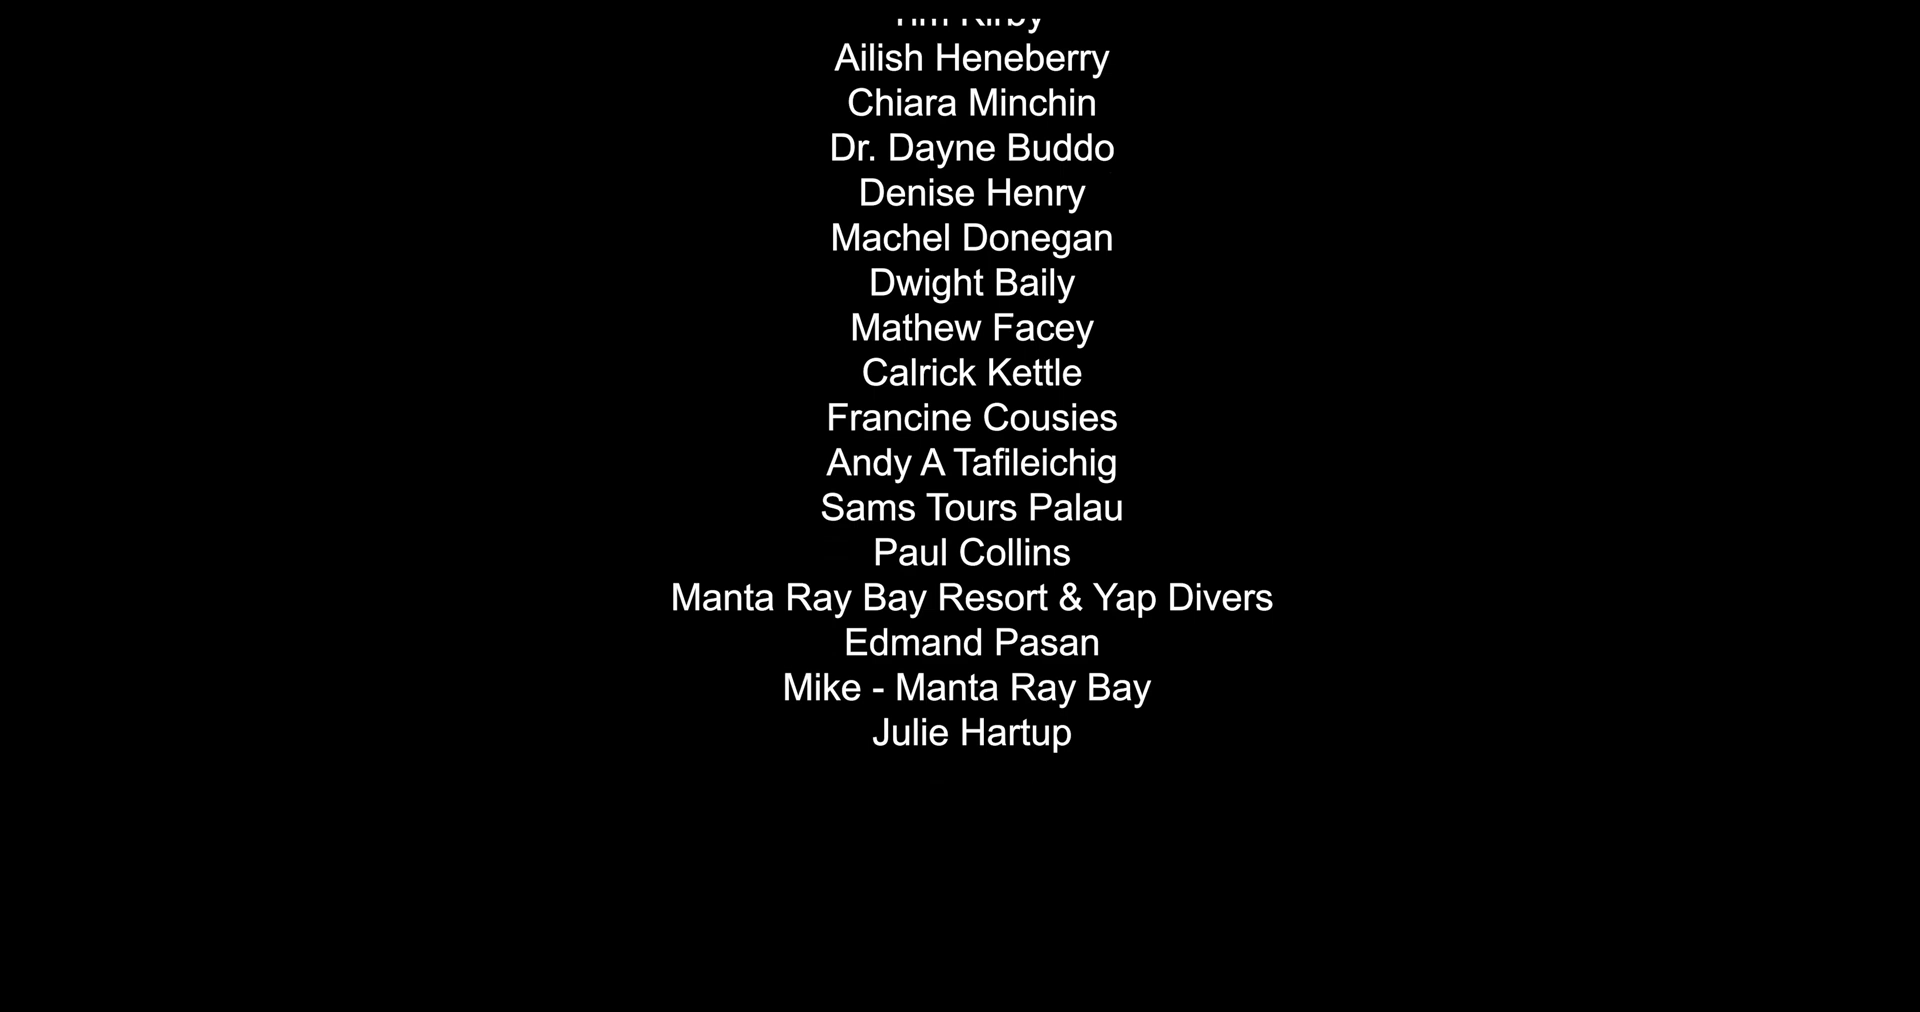 Tim Kirby
Ailish Heneberry
Chiara Minchin
Dr. Dayne Buddo
Denise Henry
Machel Donegan
Dwight Baily
Mathew Facey
Calrick Kettle
Francine Cousies
Andy A Tafileichig
Sams Tours Palau
Paul Collins
Manta Ray Bay Resort & Yap Divers
Edmand Pasan
Mike - Manta Ray Bay
Julie Hartup